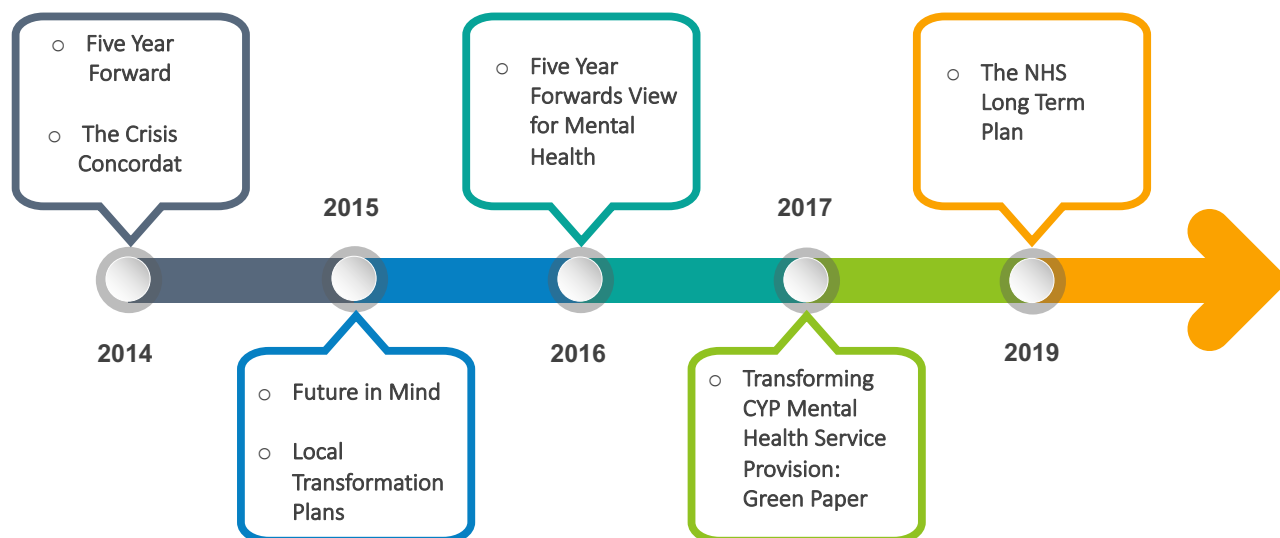 ○ Five Year
Forward
○ The Crisis
Concordat
2014
2015
○ Future in Mind
○ Local
Transformation
Plans
○ Five Year
Forwards View
for Mental
Health
2016
2017
○ Transforming
CYP Mental
Health Service
Provision:
Green Paper
○ The NHS
Long Term
Plan
2019